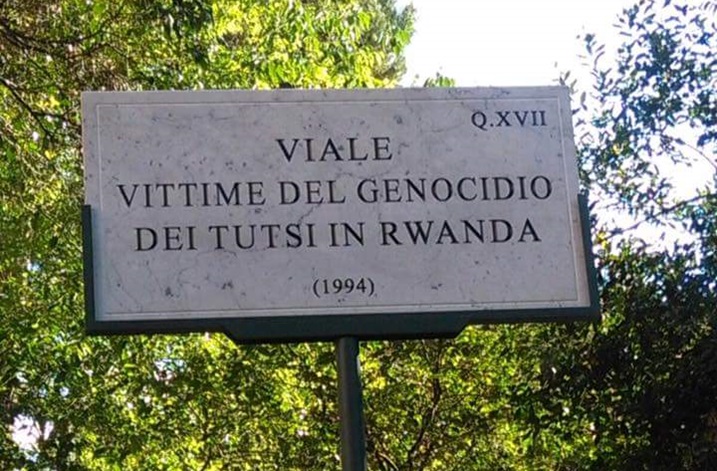 Q.XVII
VIALE
VITTIME DEL GENOCIDIO
DEI TUTSI IN RWANDA
(1994)